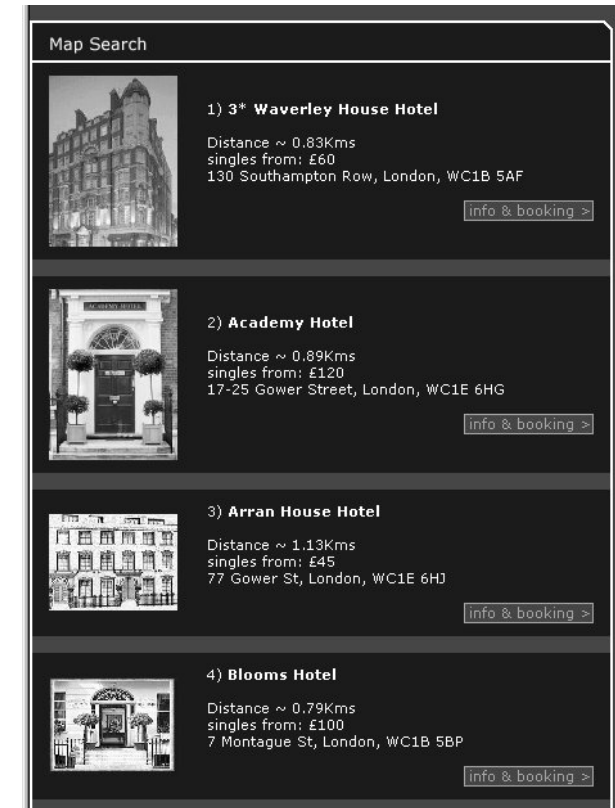 Map Search
1) 3* Waverley House Hotel
Distance ~ 0.83Kms
singles from: £60
130 Southampton Row, London, WC1B 5AF
info & booking >
ACADEMY HOTEL
2) Academy Hotel
Distance ~ 0.89Kms
singles from: £120
17-25 Gower Street, London, WC1E 6HG
info & booking >
3) Arran House Hotel
Distance ~ 1.13Kms
singles from: £45
77 Gower St, London, WC1E 6HJ
info & booking >
4) Blooms Hotel
Distance ~ 0.79Kms
singles from: £100
7 Montague St, London, WC1B 5BP
info & booking >